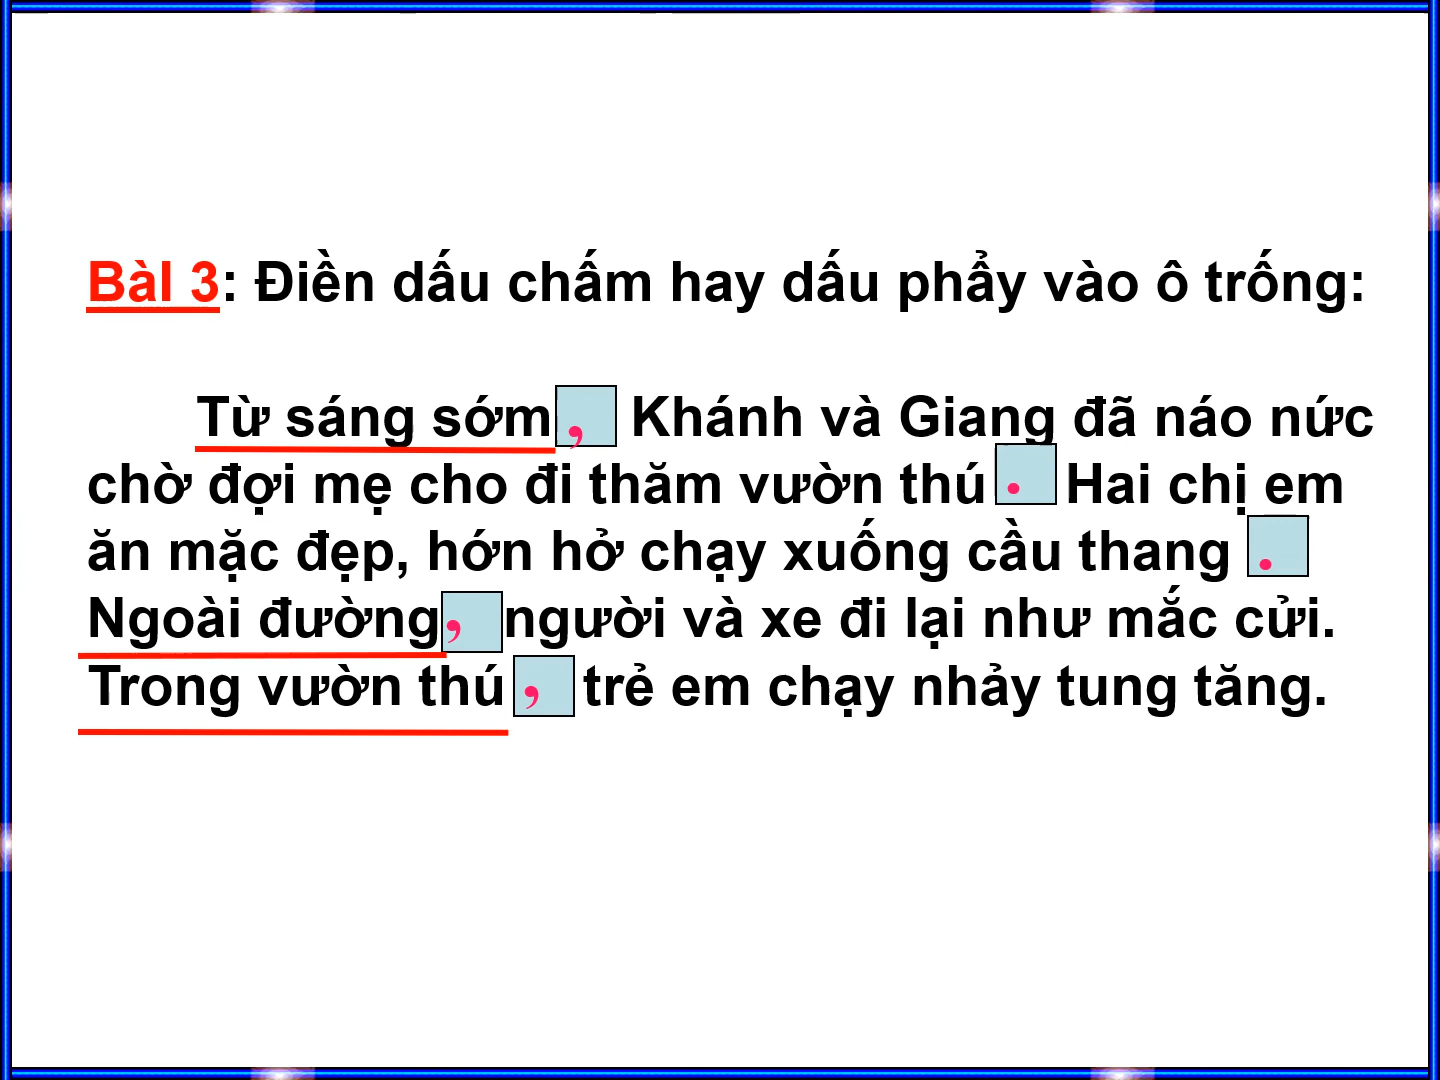 Bàl 3: Điền dấu chấm hay dấu phẩy vào ô trống:
Từ sáng sớm , Khánh và Giang đã náo nức
chờ đợi mẹ cho đi thăm vườn thú . Hai chị em
ăn mặc đẹp, hớn hở chạy xuống cầu thang .
Ngoài đường , người và xe đi lại như mắc cửi.
Trong vườn thú , trẻ em chạy nhảy tung tăng.